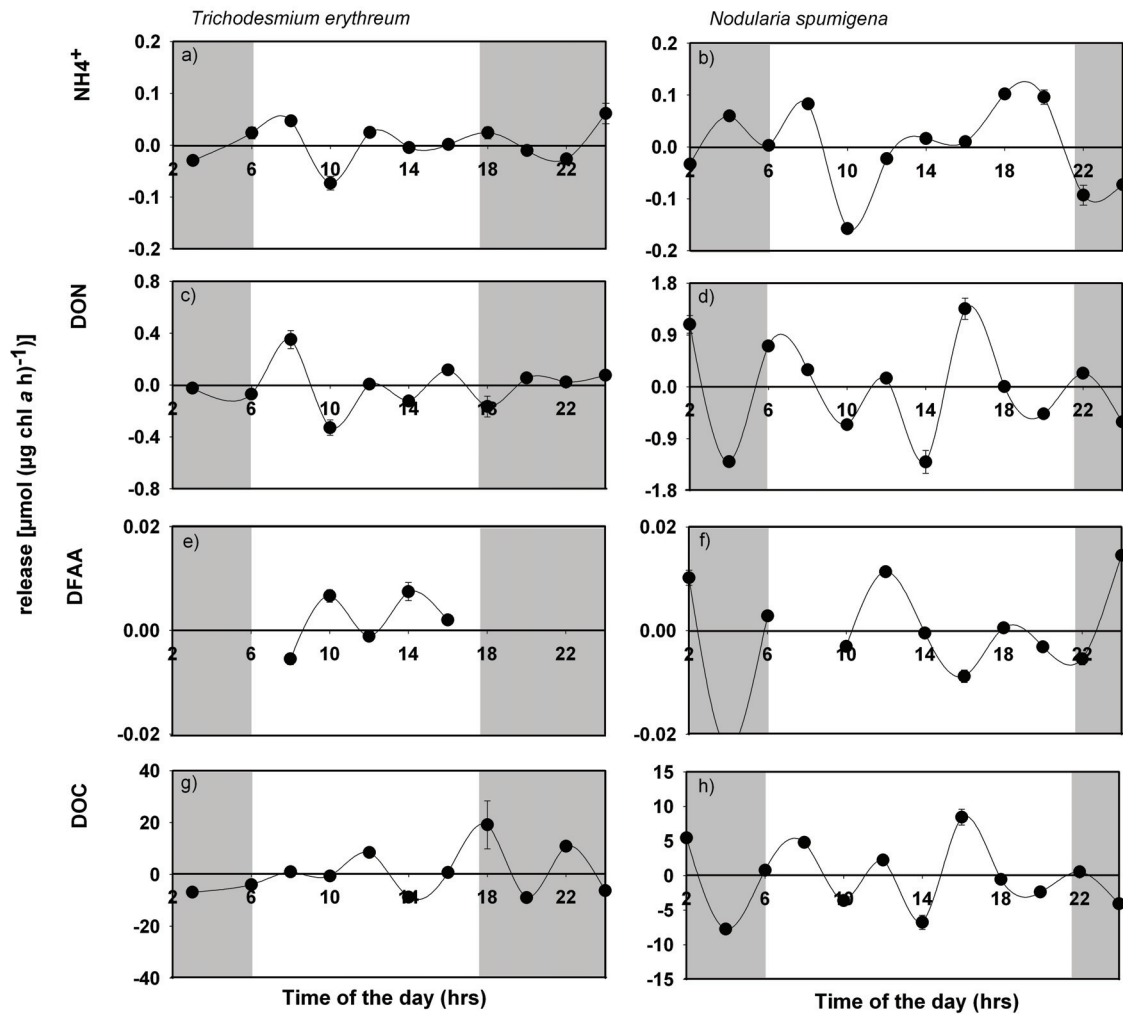 Trichodesmium erythreum
Nodularia spumigena
release [µmol (µg chl a h)⁻¹)]
NH4⁺
a)
0.2
0.1
0.0
-0.1
-0.2
2 6 10 14 18 22
b)
0.2
0.1
0.0
-0.1
-0.2
2 6 10 14 18 22
DON
c)
0.8
0.4
0.0
-0.4
-0.8
2 6 10 14 18 22
d)
1.8
0.9
0.0
-0.9
-1.8
2 6 10 14 18 22
DFAA
e)
0.02
0.00
-0.02
2 6 10 14 18 22
f)
0.02
0.00
-0.02
2 6 10 14 18 22
DOC
g)
40
20
0
-20
-40
2 6 10 14 18 22
h)
15
10
5
0
-5
-10
-15
2 6 10 14 18 22
Time of the day (hrs)
Time of the day (hrs)